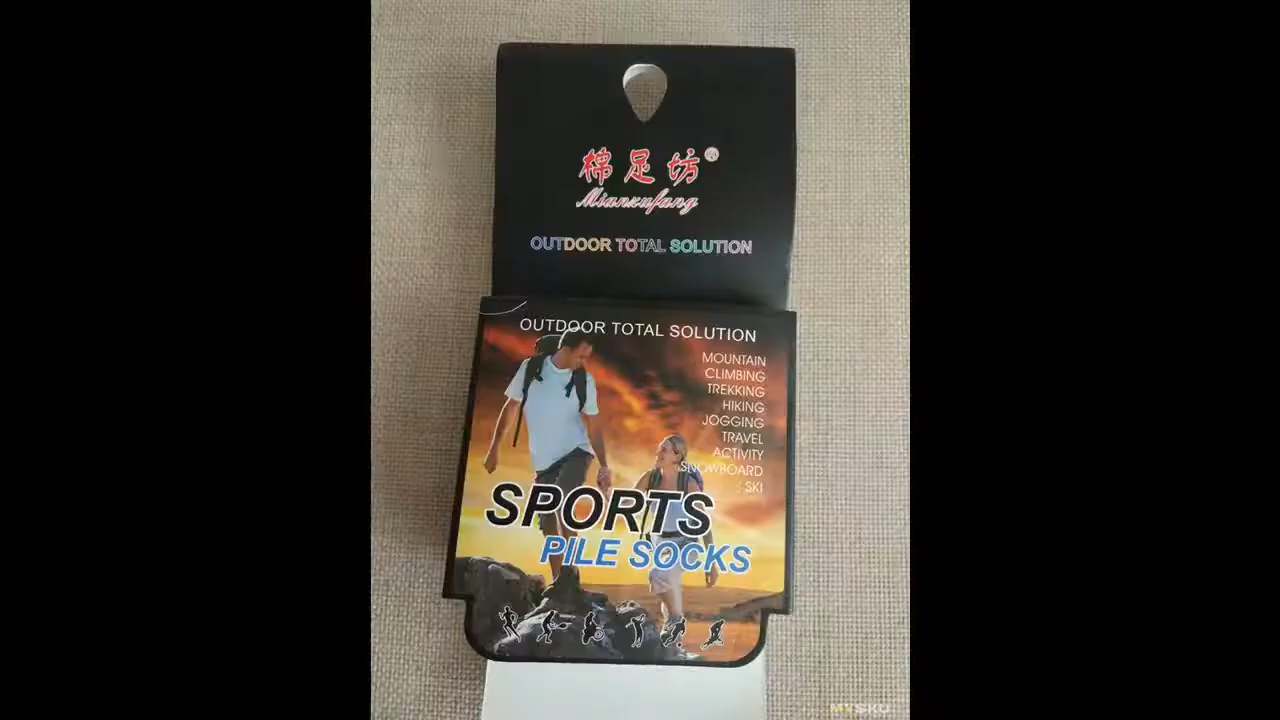 棉足坊®
Mianzufang
OUTDOOR TOTAL SOLUTION
OUTDOOR TOTAL SOLUTION
MOUNTAIN
CLIMBING
TREKKING
HIKING
JOGGING
TRAVEL
ACTIVITY
SNOWBOARD
SKI
SPORTS
PILE SOCKS
MYSKU